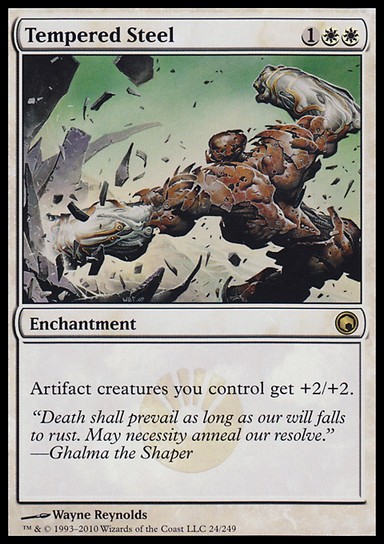 Tempered Steel 1
Enchantment
Artifact creatures you control get +2/+2.
“Death shall prevail as long as our will falls
to rust. May necessity anneal our resolve.”
—Ghalma the Shaper
Wayne Reynolds
™ & © 1993–2010 Wizards of the Coast LLC 24/249